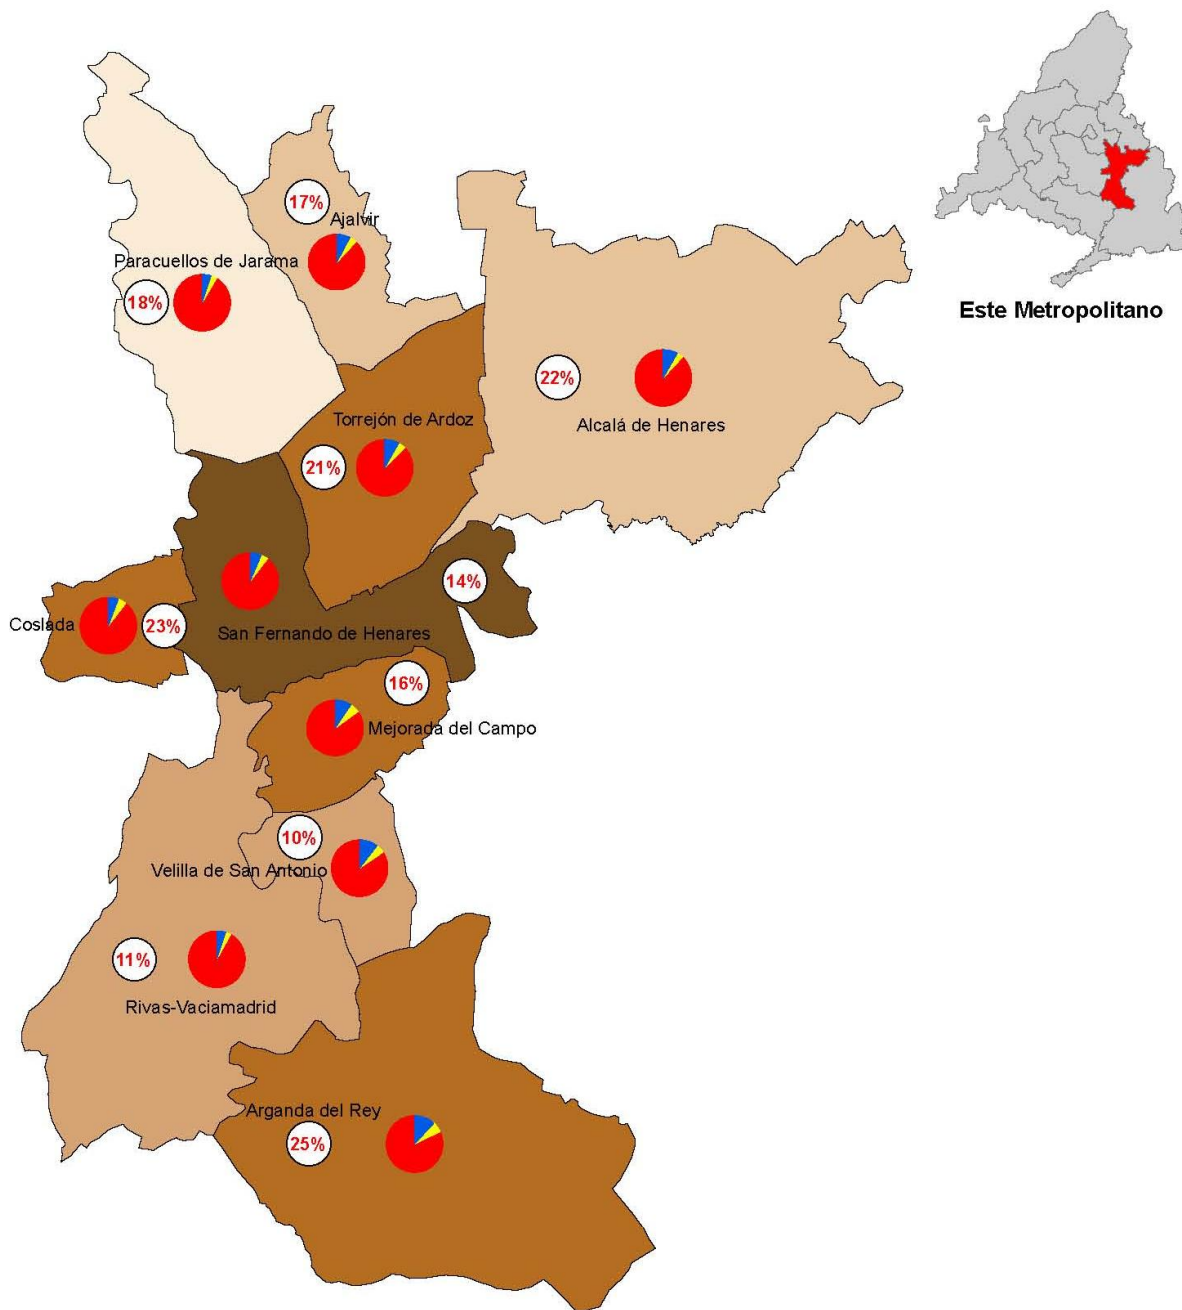 17%
Ajalvir
Paracuellos de Jarama
18%
Este Metropolitano
22%
Alcalá de Henares
Torrejón de Ardoz
21%
14%
Coslada
23%
San Fernando de Henares
16%
Mejorada del Campo
10%
Velilla de San Antonio
11%
Rivas-Vaciamadrid
Arganda del Rey
25%